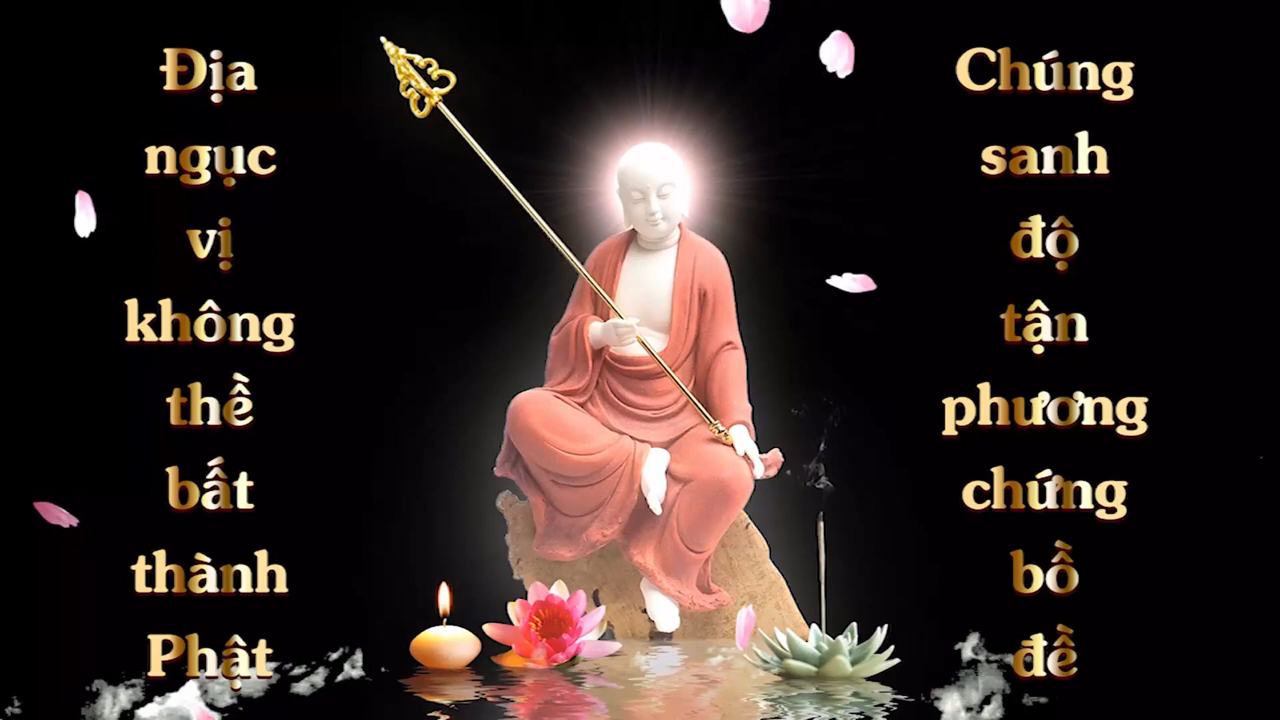 Địa
ngục
vị
không
thề
bất
thành
Phật
Chúng
sanh
độ
tận
phương
chứng
bồ
đề